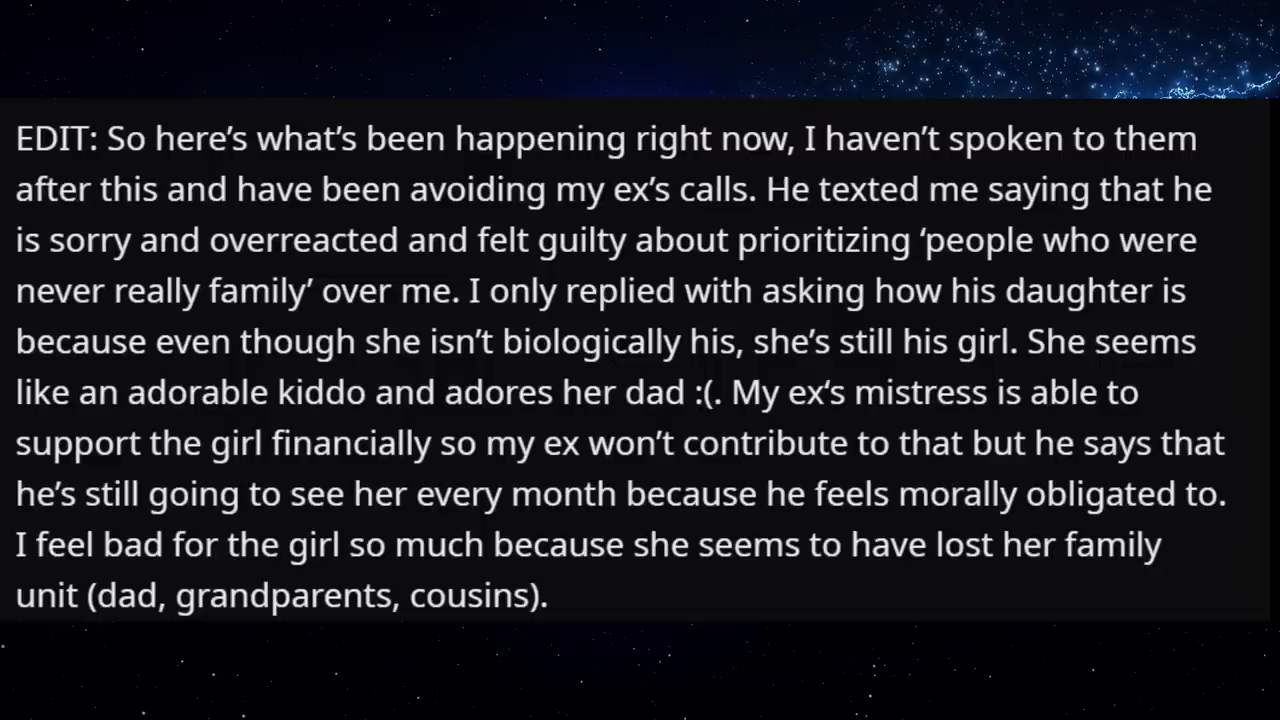 EDIT: So here’s what’s been happening right now, I haven’t spoken to them
after this and have been avoiding my ex’s calls. He texted me saying that he
is sorry and overreacted and felt guilty about prioritizing ‘people who were
never really family’ over me. I only replied with asking how his daughter is
because even though she isn’t biologically his, she’s still his girl. She seems
like an adorable kiddo and adores her dad :(. My ex‘s mistress is able to
support the girl financially so my ex won’t contribute to that but he says that
he’s still going to see her every month because he feels morally obligated to.
I feel bad for the girl so much because she seems to have lost her family
unit (dad, grandparents, cousins).